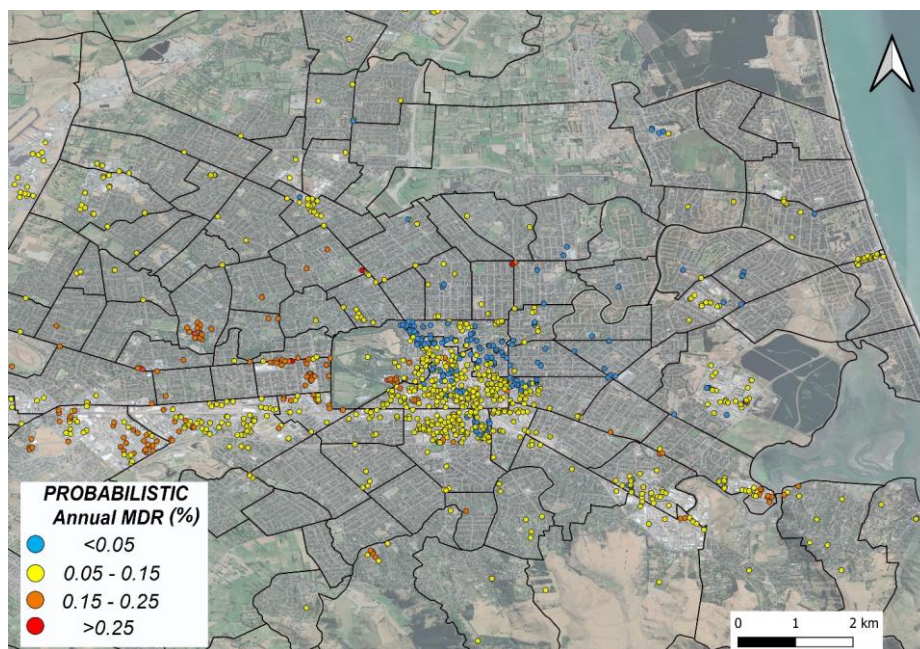 PROBABILISTIC
Annual MDR (%)
<0.05
0.05 - 0.15
0.15 - 0.25
>0.25
0 1 2 km